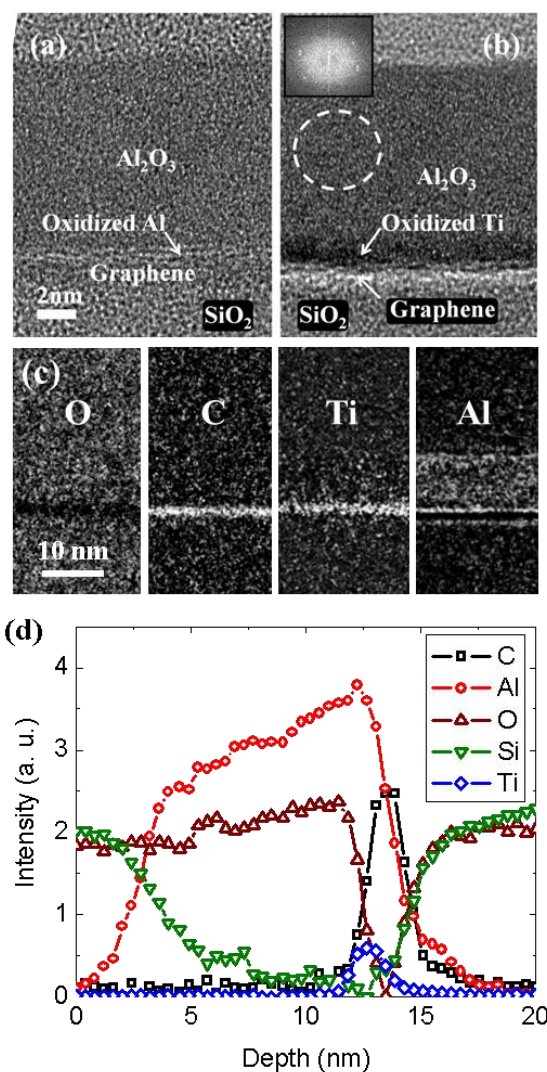 (a)
Al₂O₃
Oxidized Al
Graphene
2nm
SiO₂
(b)
Al₂O₃
Oxidized Ti
SiO₂
Graphene
(c)
O
C
Ti
Al
10 nm
(d)
C
Al
O
Si
Ti
4
3
2
1
0
Intensity (a. u.)
0 5 10 15 20
Depth (nm)